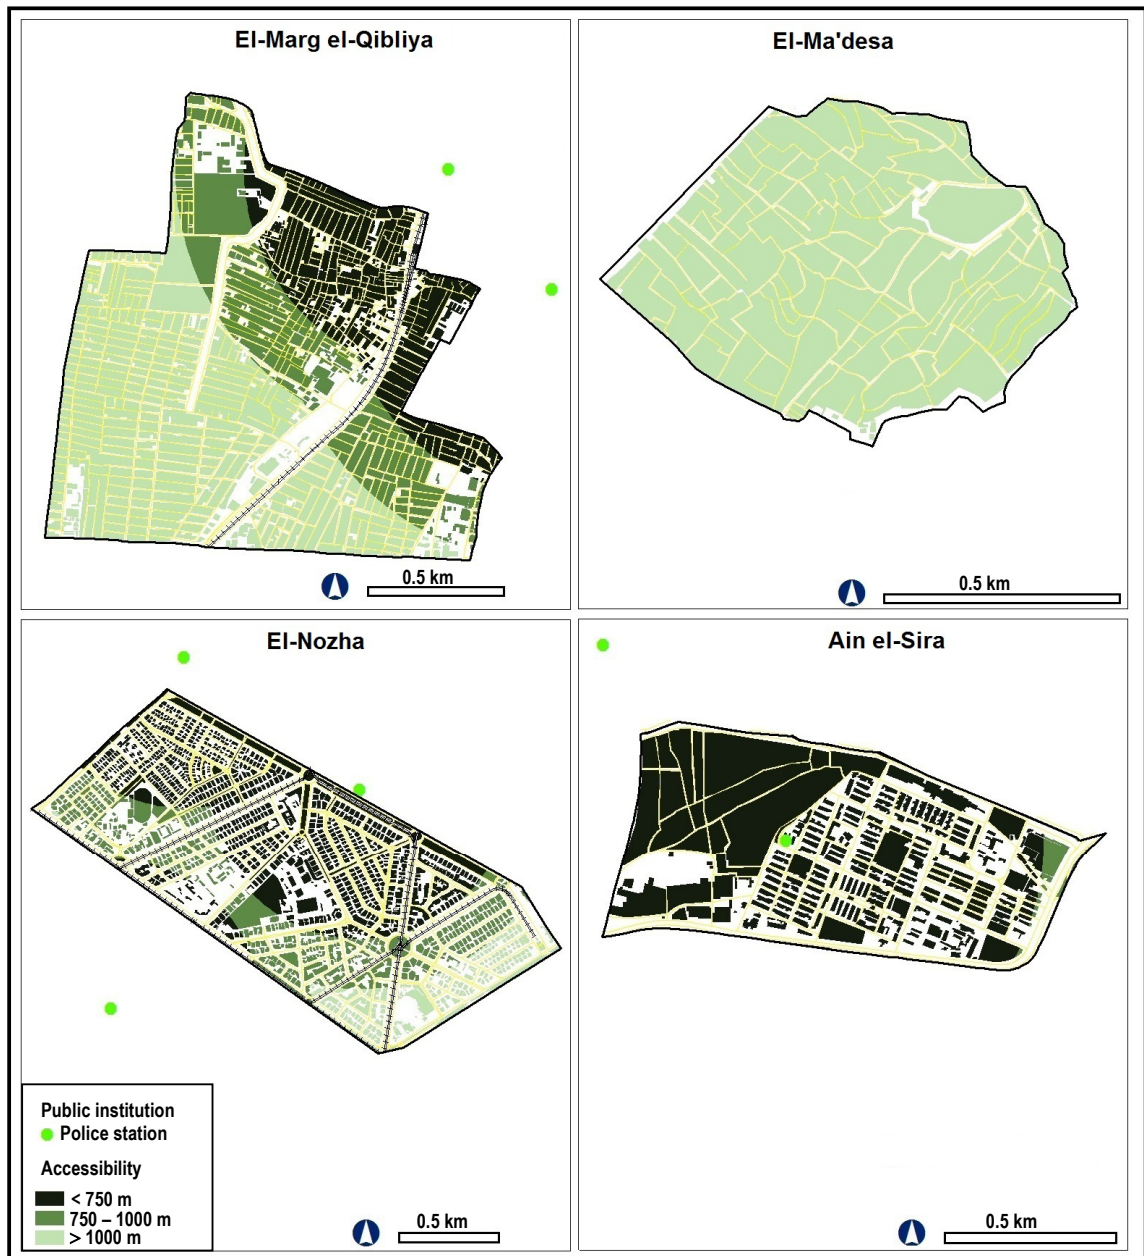 El-Marg el-Qibliya
0.5 km
El-Ma'desa
0.5 km
El-Nozha
0.5 km
Ain el-Sira
0.5 km
Public institution
Police station
Accessibility
< 750 m
750 – 1000 m
> 1000 m